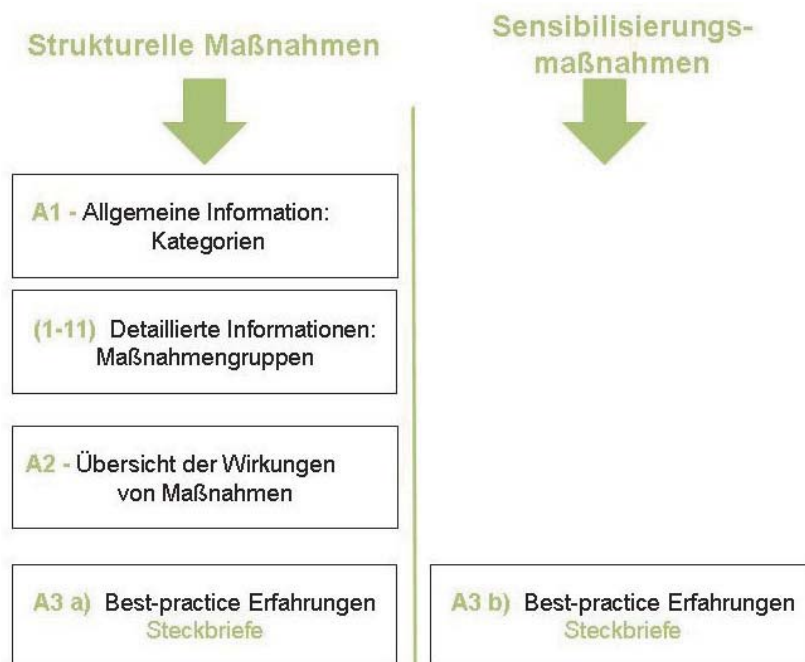 Strukturelle Maßnahmen
A1 - Allgemeine Information:
Kategorien
(1-11) Detaillierte Informationen:
Maßnahmengruppen
A2 - Übersicht der Wirkungen
von Maßnahmen
A3 a) Best-practice Erfahrungen
Steckbriefe
Sensibilisierungs-
maßnahmen
A3 b) Best-practice Erfahrungen
Steckbriefe